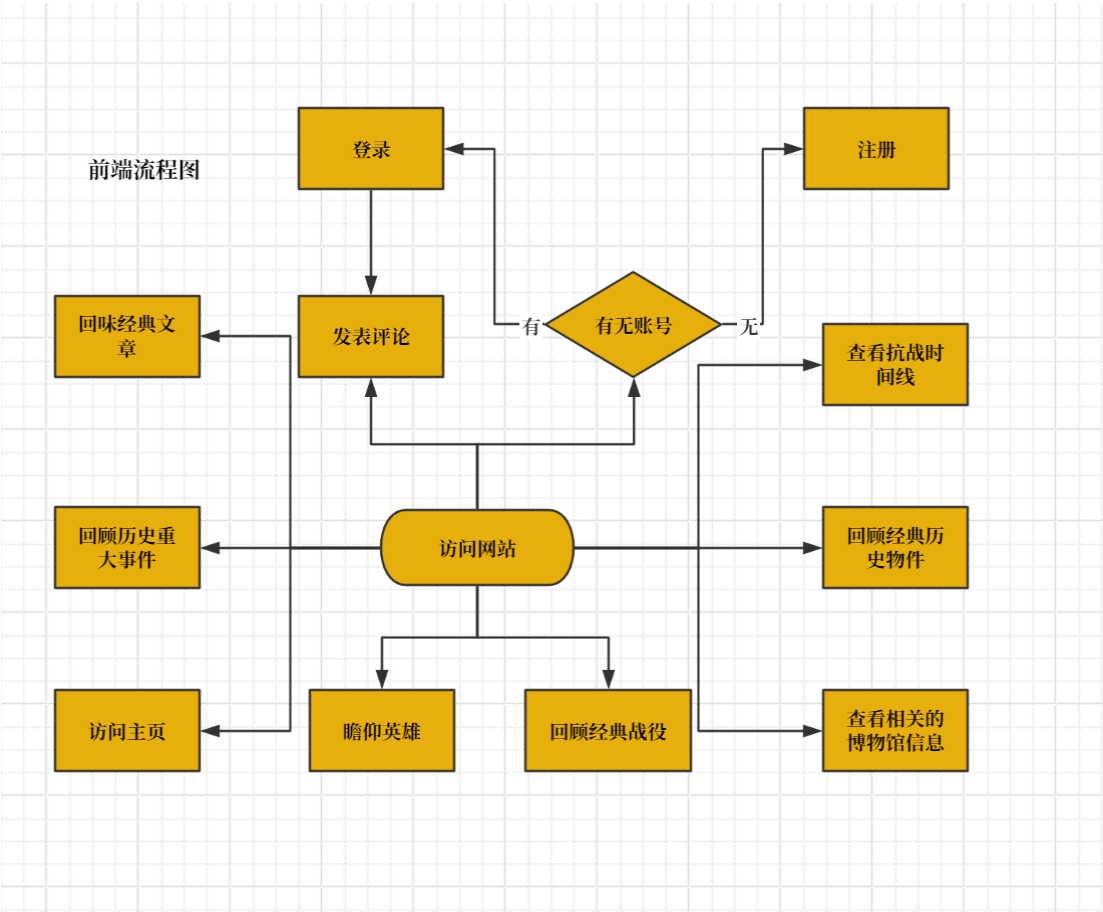 登录
注册
前端流程图
回味经典文
章
发表评论
有
有无账号
无
查看抗战时
间线
回顾历史重
大事件
访问网站
回顾经典历
史物件
访问主页
瞻仰英雄
回顾经典战役
查看相关的
博物馆信息